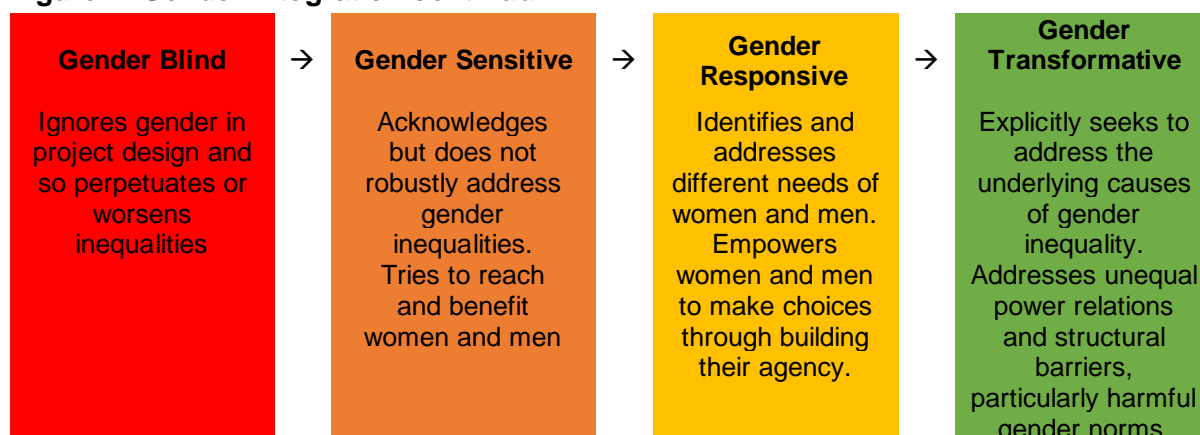 Gender Blind
Ignores gender in
project design and
so perpetuates or
worsens
inequalities
→
Gender Sensitive
Acknowledges
but does not
robustly address
gender
inequalities.
Tries to reach
and benefit
women and men
→
Gender
Responsive
Identifies and
addresses
different needs of
women and men.
Empowers
women and men
to make choices
through building
their agency.
→
Gender
Transformative
Explicitly seeks to
address the
underlying causes
of gender
inequality.
Addresses unequal
power relations
and structural
barriers,
particularly harmful
gender norms